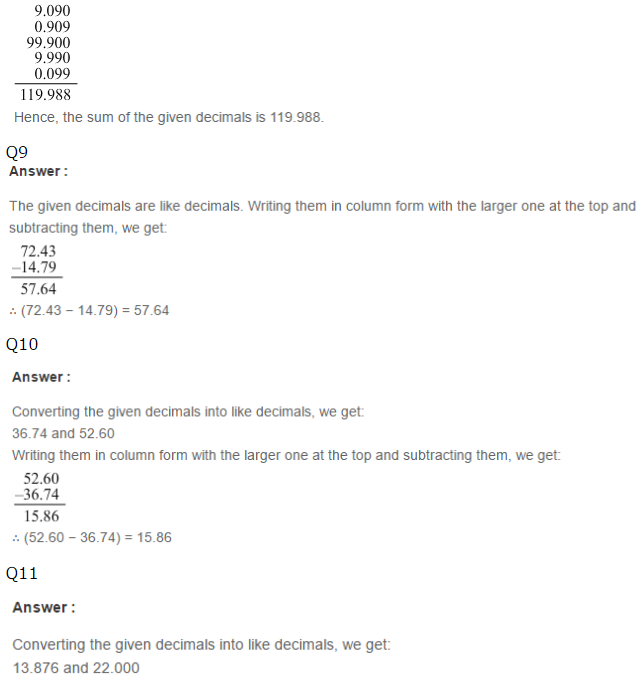 9.090
0.909
99.900
9.990
0.099
119.988
Hence, the sum of the given decimals is 119.988.
Q9
Answer :
The given decimals are like decimals. Writing them in column form with the larger one at the top and
subtracting them, we get:
72.43
−14.79
57.64
∴ (72.43 − 14.79) = 57.64
Q10
Answer :
Converting the given decimals into like decimals, we get:
36.74 and 52.60
Writing them in column form with the larger one at the top and subtracting them, we get:
52.60
−36.74
15.86
∴ (52.60 − 36.74) = 15.86
Q11
Answer :
Converting the given decimals into like decimals, we get:
13.876 and 22.000